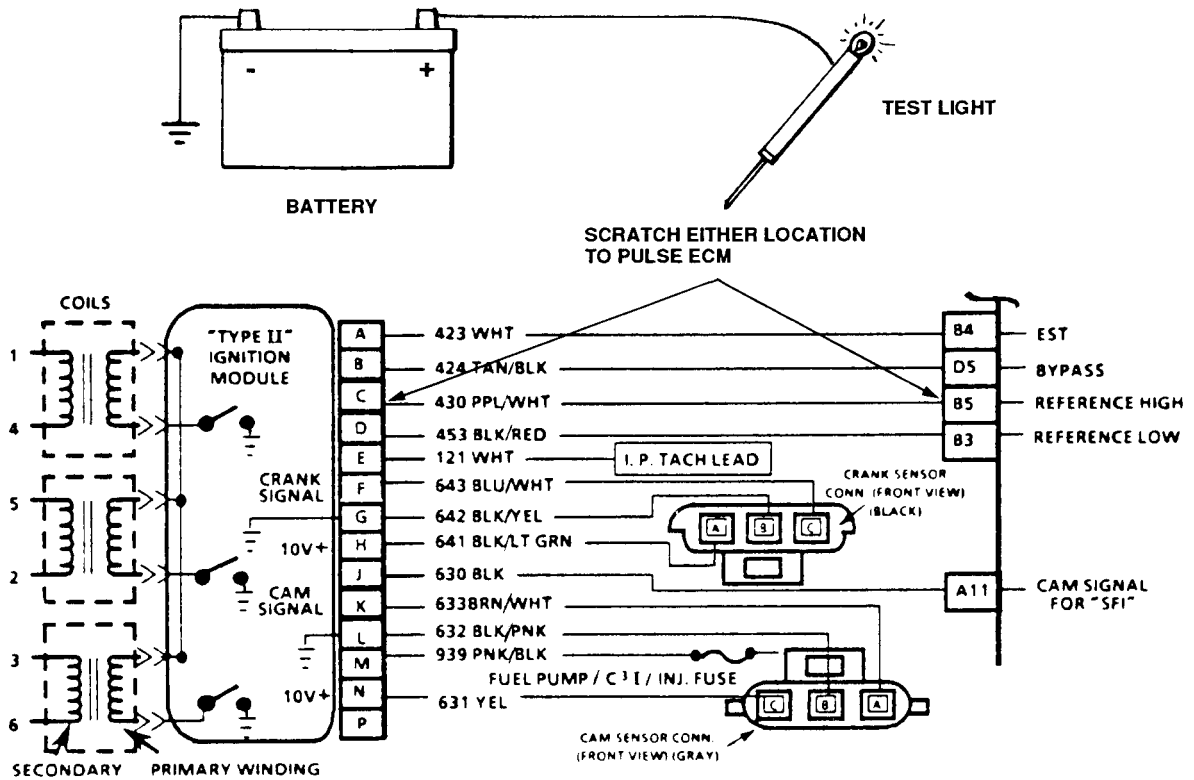 - +
TEST LIGHT
BATTERY
SCRATCH EITHER LOCATION
TO PULSE ECM
COILS
1
4
5
2
3
6
SECONDARY
PRIMARY WINDING
"TYPE II"
IGNITION
MODULE
CRANK
SIGNAL
10V+
CAM
SIGNAL
10V+
A
B
C
D
E
F
G
H
J
K
L
M
N
P
423 WHT
424 TAN/BLK
430 PPL/WHT
453 BLK/RED
121 WHT
643 BLU/WHT
642 BLK/YEL
641 BLK/LT GRN
630 BLK
633BRN/WHT
632 BLK/PNK
939 PNK/BLK
631 YEL
I. P. TACH LEAD
FUEL PUMP / C³I / INJ. FUSE
B4 EST
D5 BYPASS
B5 REFERENCE HIGH
B3 REFERENCE LOW
CRANK SENSOR
CONN. (FRONT VIEW)
(BLACK)
A B C
A11
CAM SIGNAL
FOR "SFI"
C B A
CAM SENSOR CONN.
(FRONT VIEW) (GRAY)